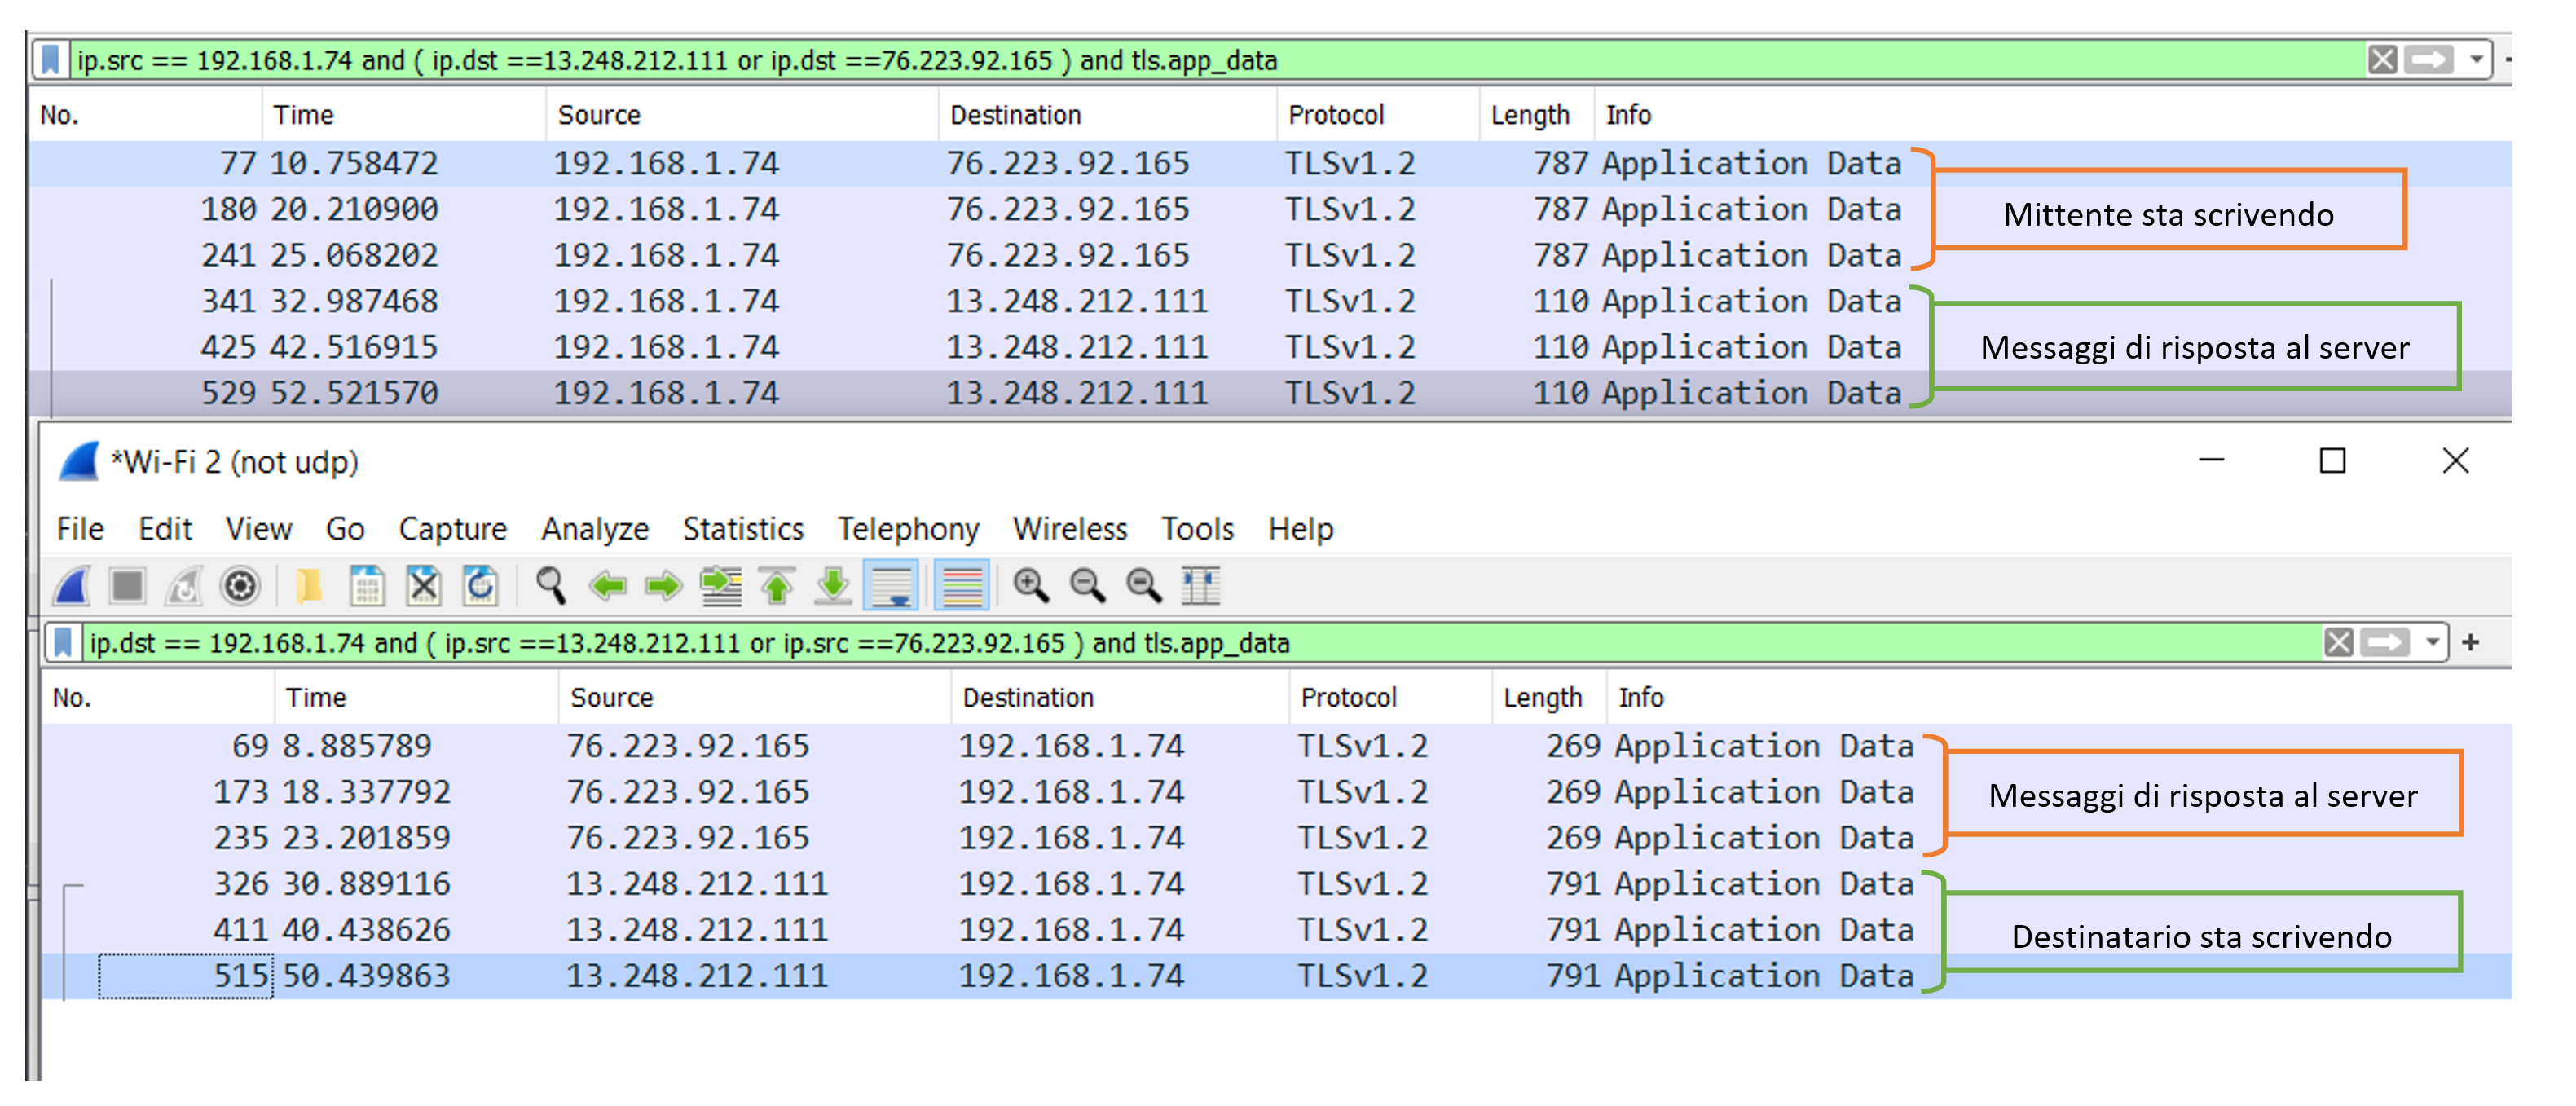 ip.src == 192.168.1.74 and ( ip.dst ==13.248.212.111 or ip.dst ==76.223.92.165 ) and tls.app_data
No. Time Source Destination Protocol Length Info
77 10.758472 192.168.1.74 76.223.92.165 TLSv1.2 787 Application Data
180 20.210900 192.168.1.74 76.223.92.165 TLSv1.2 787 Application Data
Mittente sta scrivendo
241 25.068202 192.168.1.74 76.223.92.165 TLSv1.2 787 Application Data
341 32.987468 192.168.1.74 13.248.212.111 TLSv1.2 110 Application Data
425 42.516915 192.168.1.74 13.248.212.111 TLSv1.2 110 Application Data
Messaggi di risposta al server
529 52.521570 192.168.1.74 13.248.212.111 TLSv1.2 110 Application Data
*Wi-Fi 2 (not udp)
File Edit View Go Capture Analyze Statistics Telephony Wireless Tools Help
ip.dst == 192.168.1.74 and ( ip.src ==13.248.212.111 or ip.src ==76.223.92.165 ) and tls.app_data
No. Time Source Destination Protocol Length Info
69 8.885789 76.223.92.165 192.168.1.74 TLSv1.2 269 Application Data
173 18.337792 76.223.92.165 192.168.1.74 TLSv1.2 269 Application Data
Messaggi di risposta al server
235 23.201859 76.223.92.165 192.168.1.74 TLSv1.2 269 Application Data
326 30.889116 13.248.212.111 192.168.1.74 TLSv1.2 791 Application Data
411 40.438626 13.248.212.111 192.168.1.74 TLSv1.2 791 Application Data
Destinatario sta scrivendo
515 50.439863 13.248.212.111 192.168.1.74 TLSv1.2 791 Application Data